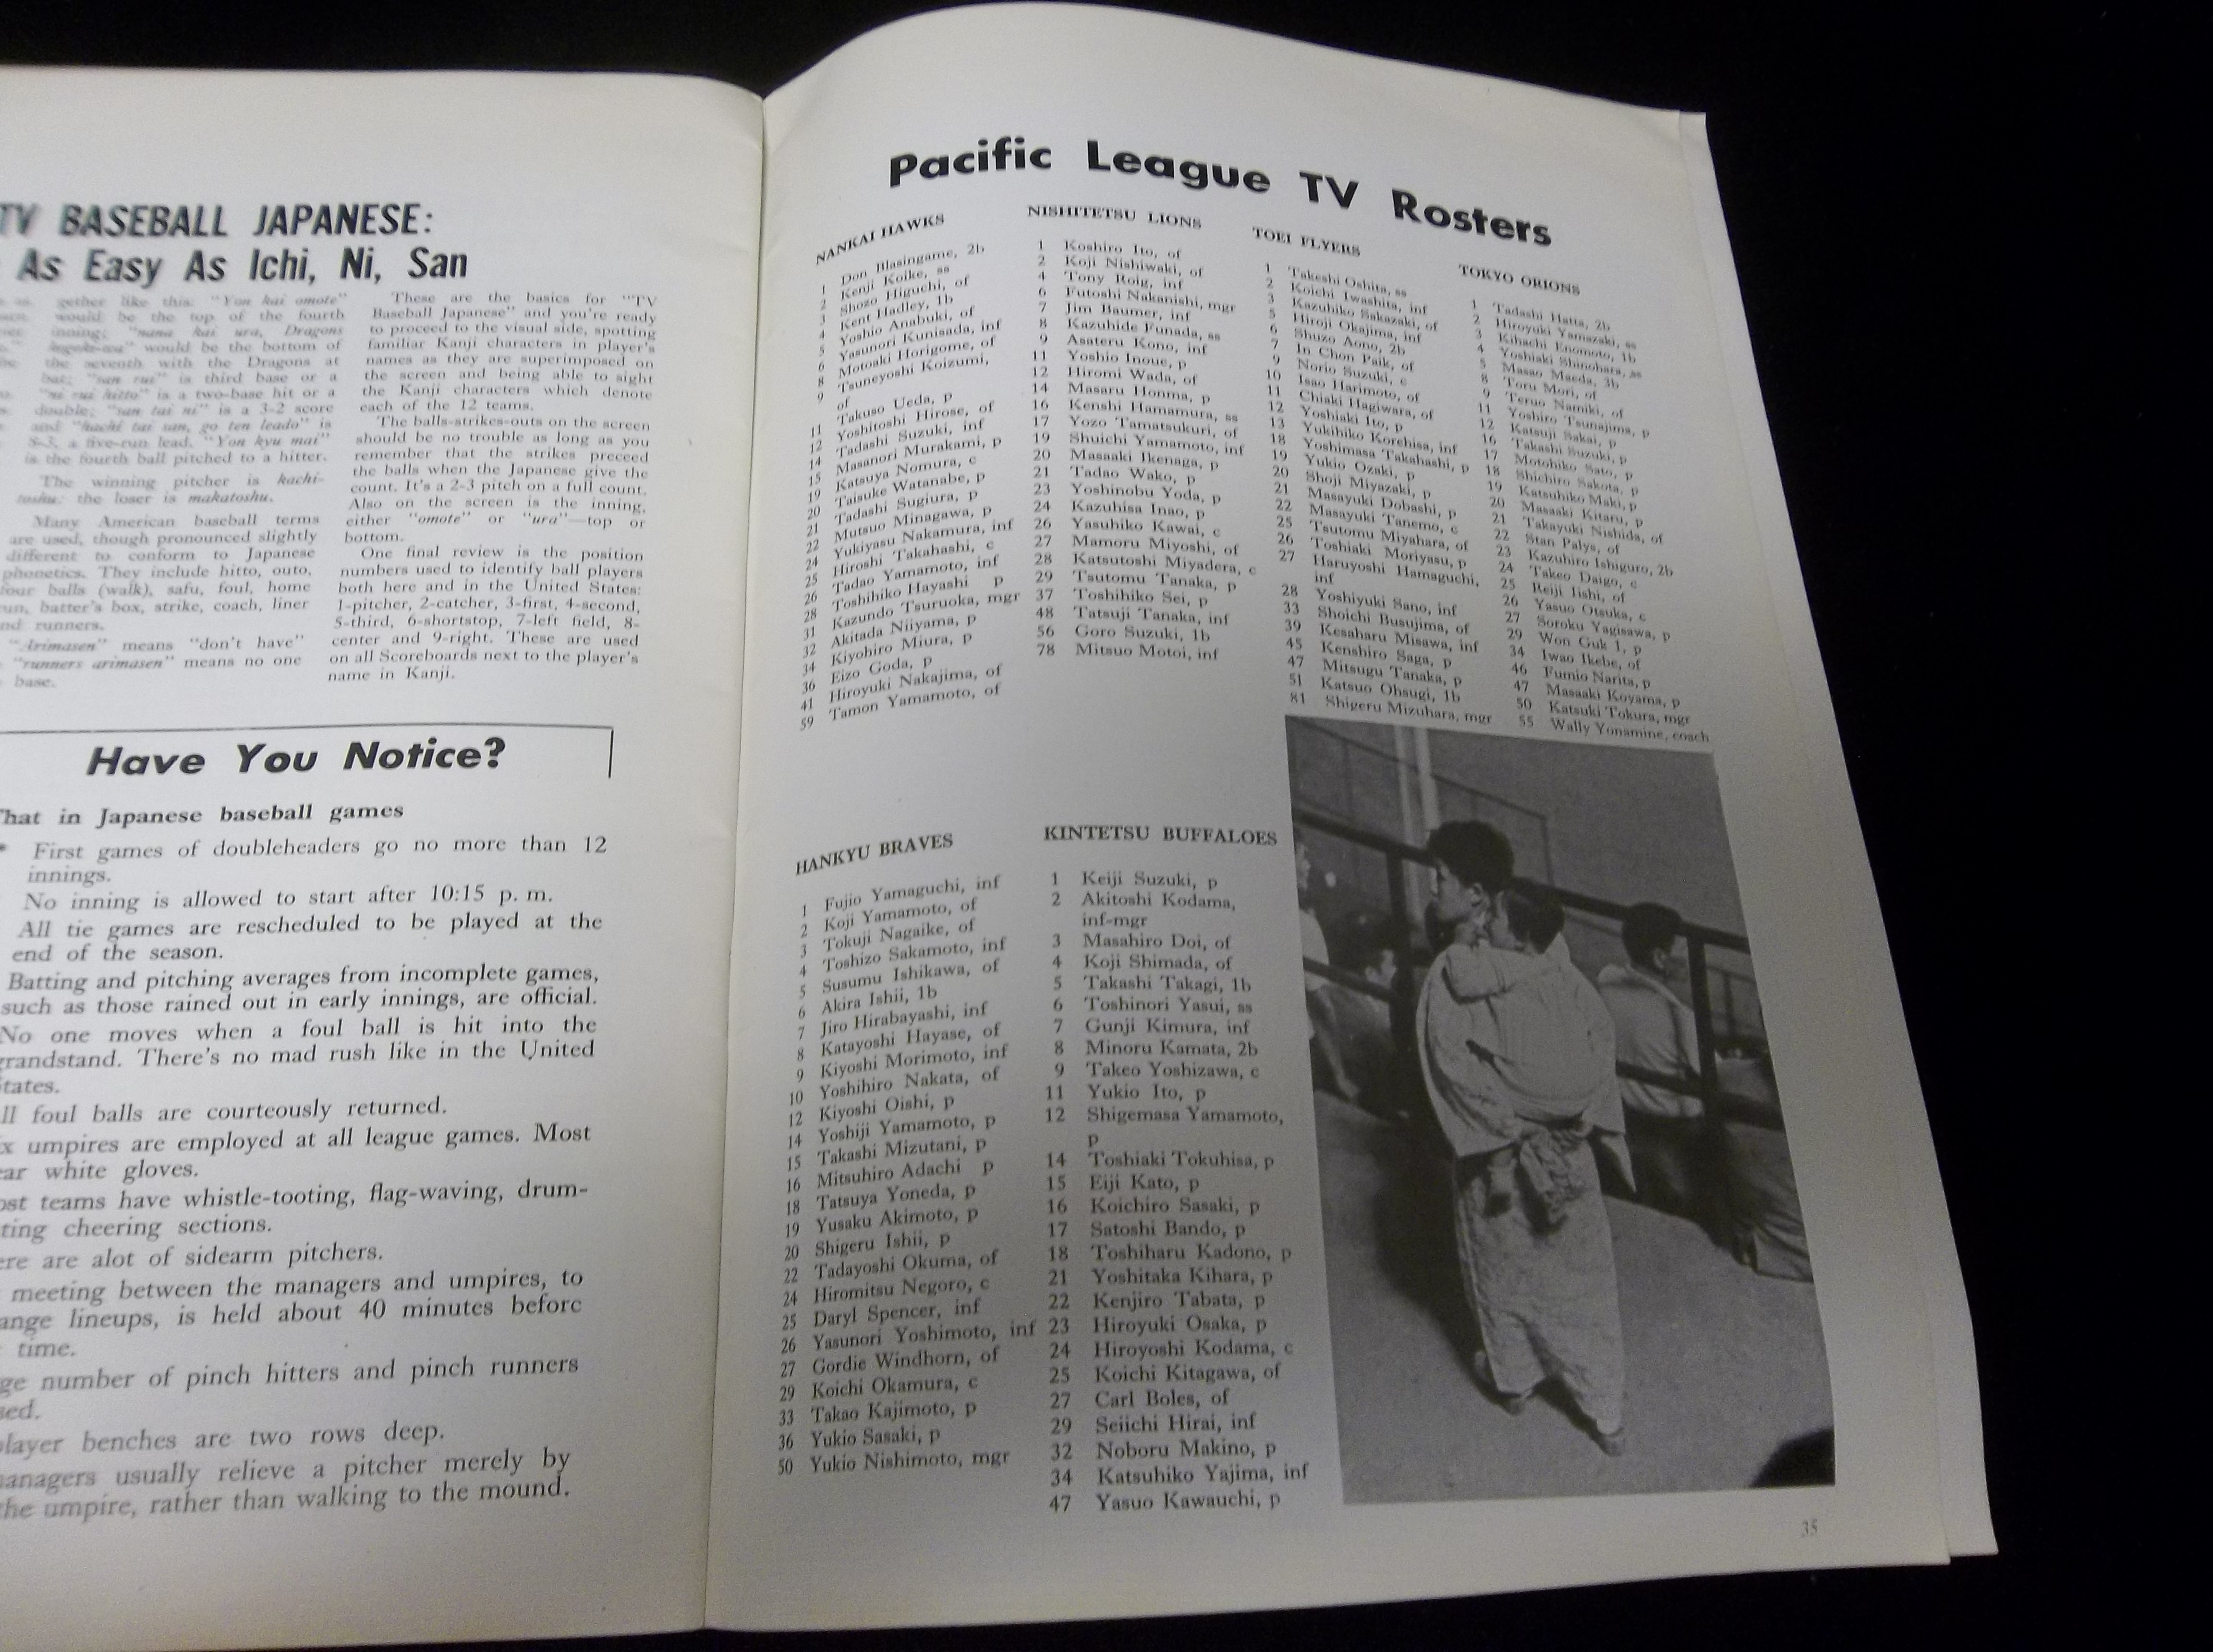 TV BASEBALL JAPANESE:
As Easy As Ichi, Ni, San
gether like this: "Yon kai omote"
would be the top of the fourth
inning; "nana kai ura, Dragons
would be the bottom of
the seventh with the Dragons at
bat; "san rui" is third base or a
"ni rui hitto" is a two-base hit or a
double; "san tai ni" is a 3-2 score
and "hachi tai san, go ten leado" is
8-3, a five-run lead. "Yon kyu mai"
is the fourth ball pitched to a hitter.
The winning pitcher is kachi-
toshu; the loser is makatoshu.
Many American baseball terms
are used, though pronounced slightly
different to conform to Japanese
phonetics. They include hitto, outo,
four balls (walk), safu, foul, home
run, batter's box, strike, coach, liner
and runners.
"Arimasen" means "don't have"
"runners arimasen" means no one
base.
These are the basics for "TV
Baseball Japanese" and you're ready
to proceed to the visual side, spotting
familiar Kanji characters in player's
names as they are superimposed on
the screen and being able to sight
the Kanji characters which denote
each of the 12 teams.
The balls-strikes-outs on the screen
should be no trouble as long as you
remember that the strikes preceed
the balls when the Japanese give the
count. It's a 2-3 pitch on a full count.
Also on the screen is the inning,
either "omote" or "ura"—top or
bottom.
One final review is the position
numbers used to identify ball players
both here and in the United States:
1-pitcher, 2-catcher, 3-first, 4-second,
5-third, 6-shortstop, 7-left field, 8-
center and 9-right. These are used
on all Scoreboards next to the player's
name in Kanji.
Have You Notice?
That in Japanese baseball games
* First games of doubleheaders go no more than 12
innings.
No inning is allowed to start after 10:15 p. m.
All tie games are rescheduled to be played at the
end of the season.
Batting and pitching averages from incomplete games,
such as those rained out in early innings, are official.
No one moves when a foul ball is hit into the
grandstand. There's no mad rush like in the United
States.
ll foul balls are courteously returned.
x umpires are employed at all league games. Most
ear white gloves.
ost teams have whistle-tooting, flag-waving, drum-
ting cheering sections.
ere are alot of sidearm pitchers.
meeting between the managers and umpires, to
ange lineups, is held about 40 minutes before
time.
ge number of pinch hitters and pinch runners
sed.
player benches are two rows deep.
managers usually relieve a pitcher merely by
the umpire, rather than walking to the mound.
Pacific League TV Rosters
NANKAI HAWKS
1 Don Blasingame, 2b
2 Kenji Koike, ss
3 Shozo Higuchi, of
4 Kent Hadley, 1b
5 Yoshio Anabuki, of
6 Yasunori Kunisada, inf
8 Motoaki Horigome, of
9 Tsuneyoshi Koizumi,
of
11 Takuso Ueda, p
12 Yoshitoshi Hirose, of
14 Tadashi Suzuki, inf
15 Masanori Murakami, p
19 Katsuya Nomura, c
20 Taisuke Watanabe, p
21 Tadashi Sugiura, p
22 Mutsuo Minagawa, p
24 Yukiyasu Nakamura, inf
25 Hiroshi Takahashi, c
26 Tadao Yamamoto, inf
28 Toshihiko Hayashi p
31 Kazundo Tsuruoka, mgr
32 Akitada Niiyama, p
34 Kiyohiro Miura, p
36 Eizo Goda, p
41 Hiroyuki Nakajima, of
59 Tamon Yamamoto, of
NISHITETSU LIONS
1 Koshiro Ito, of
2 Koji Nishiwaki, of
4 Tony Roig, inf
6 Futoshi Nakanishi, mgr
7 Jim Baumer, inf
8 Kazuhide Funada, ss
9 Asateru Kono, inf
11 Yoshio Inoue, p
12 Hiromi Wada, of
14 Masaru Honma, p
16 Kenshi Hamamura, ss
17 Yozo Tamatsukuri, of
19 Shuichi Yamamoto, inf
20 Masaaki Ikenaga, p
21 Tadao Wako, p
23 Yoshinobu Yoda, p
24 Kazuhisa Inao, p
26 Yasuhiko Kawai, c
27 Mamoru Miyoshi, of
28 Katsutoshi Miyadera, c
29 Tsutomu Tanaka, p
37 Toshihiko Sei, p
48 Tatsuji Tanaka, inf
56 Goro Suzuki, 1b
78 Mitsuo Motoi, inf
TOEI FLYERS
1 Takeshi Oshita, ss
2 Koichi Iwashita, inf
3 Kazuhiko Sakazaki, of
5 Hiroji Okajima, inf
6 Shuzo Aono, 2b
7 In Chon Paik, of
9 Norio Suzuki, c
10 Isao Harimoto, of
11 Chiaki Hagiwara, of
12 Yoshiaki Ito, p
13 Yukihiko Korehisa, inf
18 Yoshimasa Takahashi, p
19 Yukio Ozaki, p
20 Shoji Miyazaki, p
21 Masayuki Dobashi, p
22 Masayuki Tanemo, c
25 Tsutomu Miyahara, of
26 Toshiaki Moriyasu, p
27 Haruyoshi Hamaguchi,
inf
28 Yoshiyuki Sano, inf
33 Shoichi Busujima, of
39 Kesaharu Misawa, inf
45 Kenshiro Saga, p
47 Mitsugu Tanaka, p
51 Katsuo Ohsugi, 1b
81 Shigeru Mizuhara, mgr
TOKYO ORIONS
1 Tadashi Hatta, 2b
2 Hiroyuki Yamazaki, ss
3 Kihachi Enomoto, 1b
4 Yoshiaki Shinohara, ss
5 Masao Maeda, 3b
8 Toru Mori, of
9 Teruo Namiki, of
11 Yoshiro Tsunajima, p
12 Katsuji Sakai, p
16 Takashi Suzuki, p
17 Motohiko Sato, p
18 Shichiro Sakota, p
19 Katsuhiko Maki, p
20 Masaaki Kitaru, p
21 Takayuki Nishida, of
22 Stan Palys, of
23 Kazuhiro Ishiguro, 2b
24 Takeo Daigo, c
25 Reiji Iishi, of
26 Yasuo Otsuka, c
27 Soroku Yagisawa, p
29 Won Guk I, p
34 Iwao Ikebe, of
46 Fumio Narita, p
47 Masaaki Koyama, p
50 Katsuki Tokura, mgr
55 Wally Yonamine, coach
HANKYU BRAVES
1 Fujio Yamaguchi, inf
2 Koji Yamamoto, of
3 Tokuji Nagaike, of
4 Toshizo Sakamoto, inf
5 Susumu Ishikawa, of
6 Akira Ishii, 1b
7 Jiro Hirabayashi, inf
8 Katayoshi Hayase, of
9 Kiyoshi Morimoto, inf
10 Yoshihiro Nakata, of
12 Kiyoshi Oishi, p
14 Yoshiji Yamamoto, p
15 Takashi Mizutani, p
16 Mitsuhiro Adachi p
18 Tatsuya Yoneda, p
19 Yusaku Akimoto, p
20 Shigeru Ishii, p
22 Tadayoshi Okuma, of
24 Hiromitsu Negoro, c
25 Daryl Spencer, inf
26 Yasunori Yoshimoto, inf
27 Gordie Windhorn, of
29 Koichi Okamura, c
33 Takao Kajimoto, p
36 Yukio Sasaki, p
50 Yukio Nishimoto, mgr
KINTETSU BUFFALOES
1 Keiji Suzuki, p
2 Akitoshi Kodama,
inf-mgr
3 Masahiro Doi, of
4 Koji Shimada, of
5 Takashi Takagi, 1b
6 Toshinori Yasui, ss
7 Gunji Kimura, inf
8 Minoru Kamata, 2b
9 Takeo Yoshizawa, c
11 Yukio Ito, p
12 Shigemasa Yamamoto,
p
14 Toshiaki Tokuhisa, p
15 Eiji Kato, p
16 Koichiro Sasaki, p
17 Satoshi Bando, p
18 Toshiharu Kadono, p
21 Yoshitaka Kihara, p
22 Kenjiro Tabata, p
23 Hiroyuki Osaka, p
24 Hiroyoshi Kodama, c
25 Koichi Kitagawa, of
27 Carl Boles, of
29 Seiichi Hirai, inf
32 Noboru Makino, p
34 Katsuhiko Yajima, inf
47 Yasuo Kawauchi, p
35